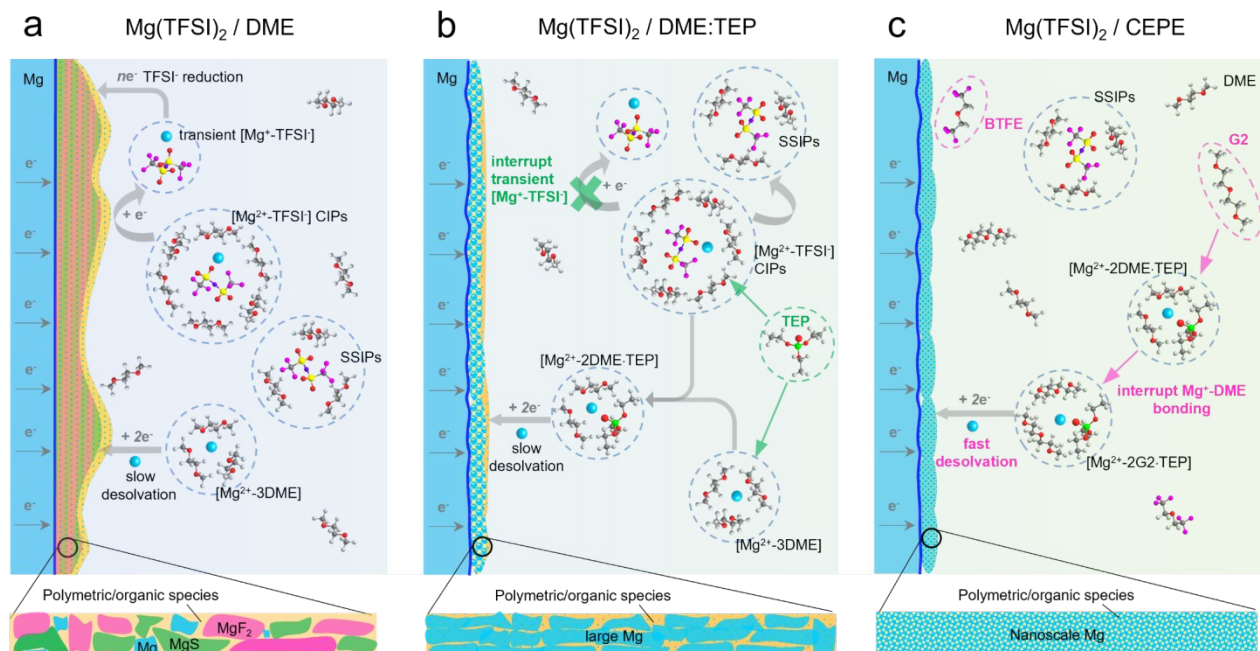 a
Mg(TFSI)₂ / DME
Mg
ne⁻ TFSI⁻ reduction
transient [Mg⁺-TFSI⁻]
e⁻
+ e⁻
[Mg²⁺-TFSI⁻] CIPs
e⁻
e⁻
e⁻
SSIPs
e⁻
+ 2e⁻
slow
desolvation
[Mg²⁺-3DME]
e⁻
Polymetric/organic species
MgF₂
Mg
MgS
b
Mg(TFSI)₂ / DME:TEP
Mg
SSIPs
interrupt
transient
[Mg⁺-TFSI⁻]
+ e⁻
e⁻
e⁻
[Mg²⁺-TFSI⁻]
CIPs
e⁻
TEP
e⁻
[Mg²⁺-2DME·TEP]
e⁻
+ 2e⁻
slow
desolvation
[Mg²⁺-3DME]
e⁻
Polymetric/organic species
large Mg
c
Mg(TFSI)₂ / CEPE
Mg
BTFE
SSIPs
DME
G2
e⁻
e⁻
[Mg²⁺-2DME·TEP]
e⁻
e⁻
interrupt Mg⁺-DME
bonding
e⁻
+ 2e⁻
fast
desolvation
[Mg²⁺-2G2·TEP]
e⁻
Polymetric/organic species
Nanoscale Mg